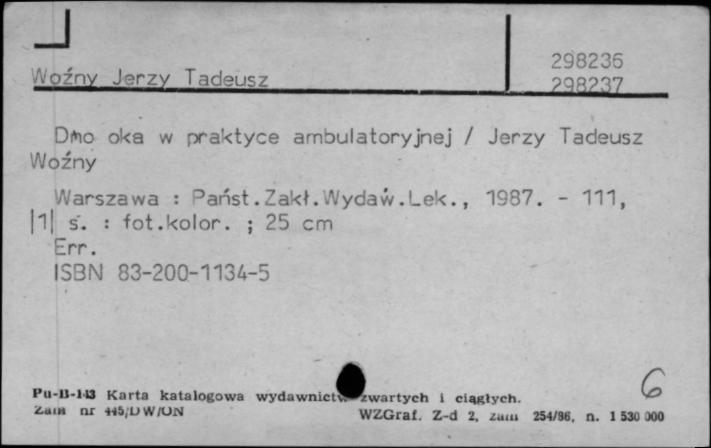 298236
Woźny Jerzy Tadeusz 298237
Dno oka w praktyce ambulatoryjnej / Jerzy Tadeusz
Woźny
Warszawa : Państ.Zakł.Wydaw.Lek., 1987. - 111,
|1| s. : fot.kolor. ; 25 cm
Err.
ISBN 83-200-1134-5
6
Pu-B-143 Karta katalogowa wydawnictw zwartych i ciągłych.
Zam nr 445/DW/ON WZGraf. Z-d 2, zam 254/86, n. 1 530 000